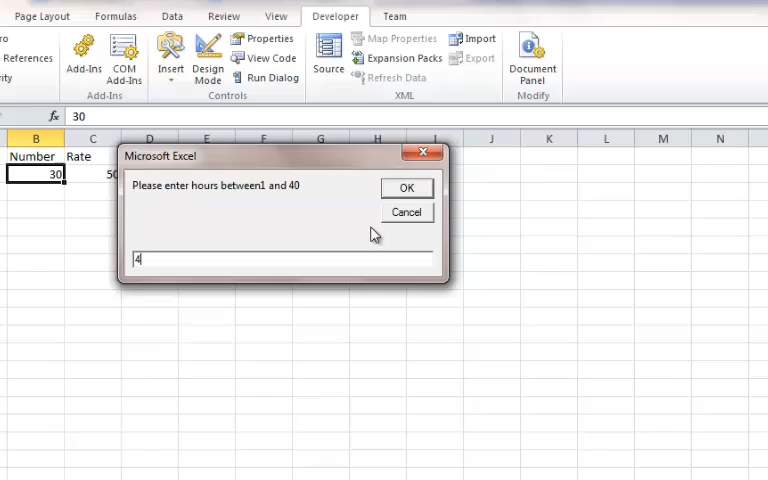 Page Layout Formulas Data Review View Developer Team
References
Add-Ins
COM Add-Ins
Add-Ins
Insert
Design Mode
Properties
View Code
Run Dialog
Controls
Source
Map Properties
Expansion Packs
Refresh Data
Import
Export
XML
Document Panel
Modify
fx 30
B C D E F G H I J K L M N
Number Rate
30 50
Microsoft Excel
Please enter hours between1 and 40
OK
Cancel
4